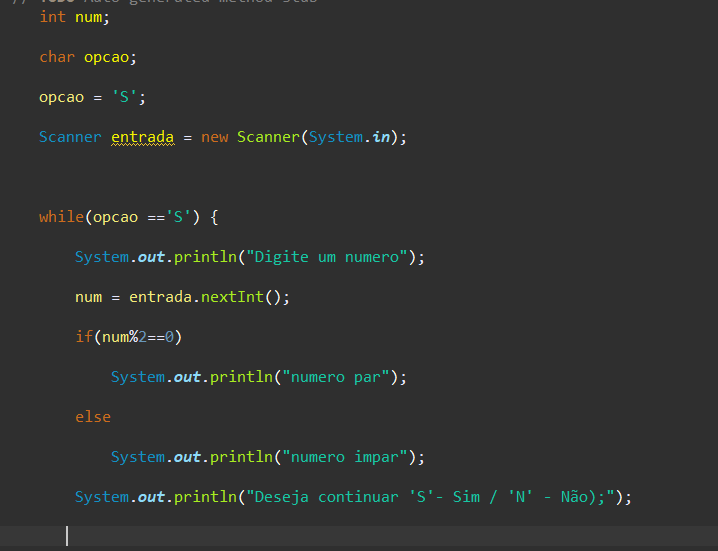 int num;
char opcao;
opcao = 'S';
Scanner entrada = new Scanner(System.in);
while(opcao =='S') {
System.out.println("Digite um numero");
num = entrada.nextInt();
if(num%2==0)
System.out.println("numero par");
else
System.out.println("numero impar");
System.out.println("Deseja continuar 'S'- Sim / 'N' - Não);");